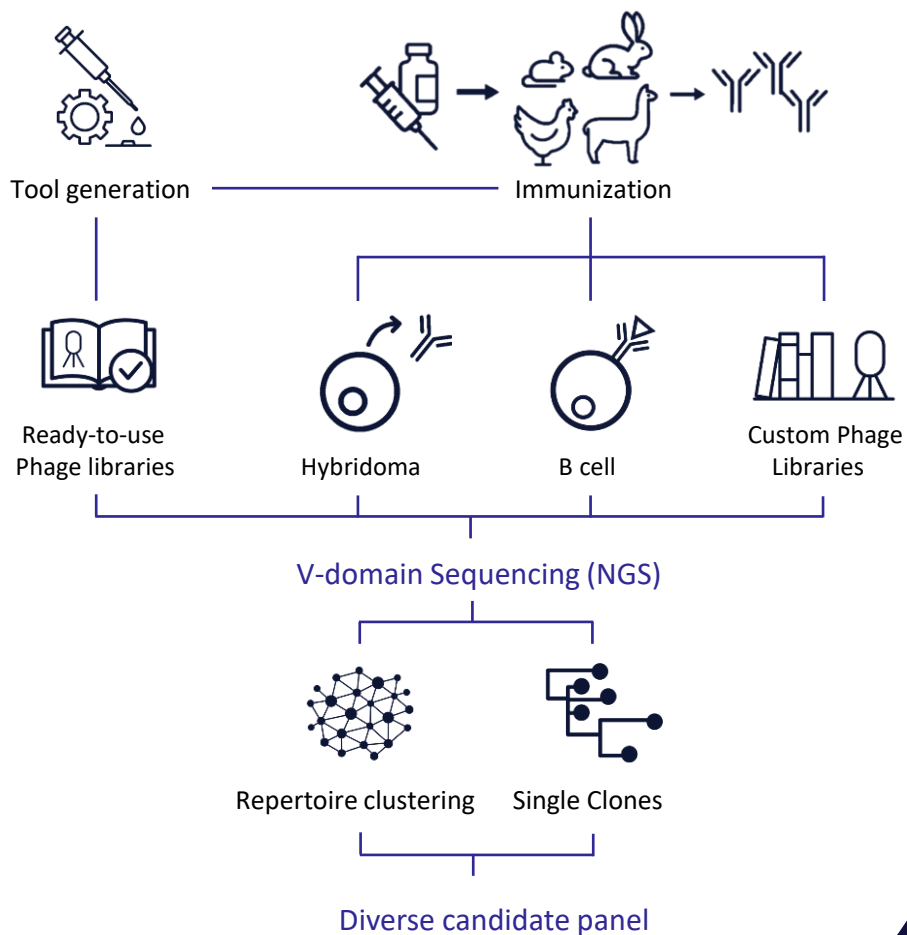 Tool generation
Immunization
Ready-to-use
Phage libraries
Hybridoma
B cell
Custom Phage
Libraries
V-domain Sequencing (NGS)
Repertoire clustering
Single Clones
Diverse candidate panel